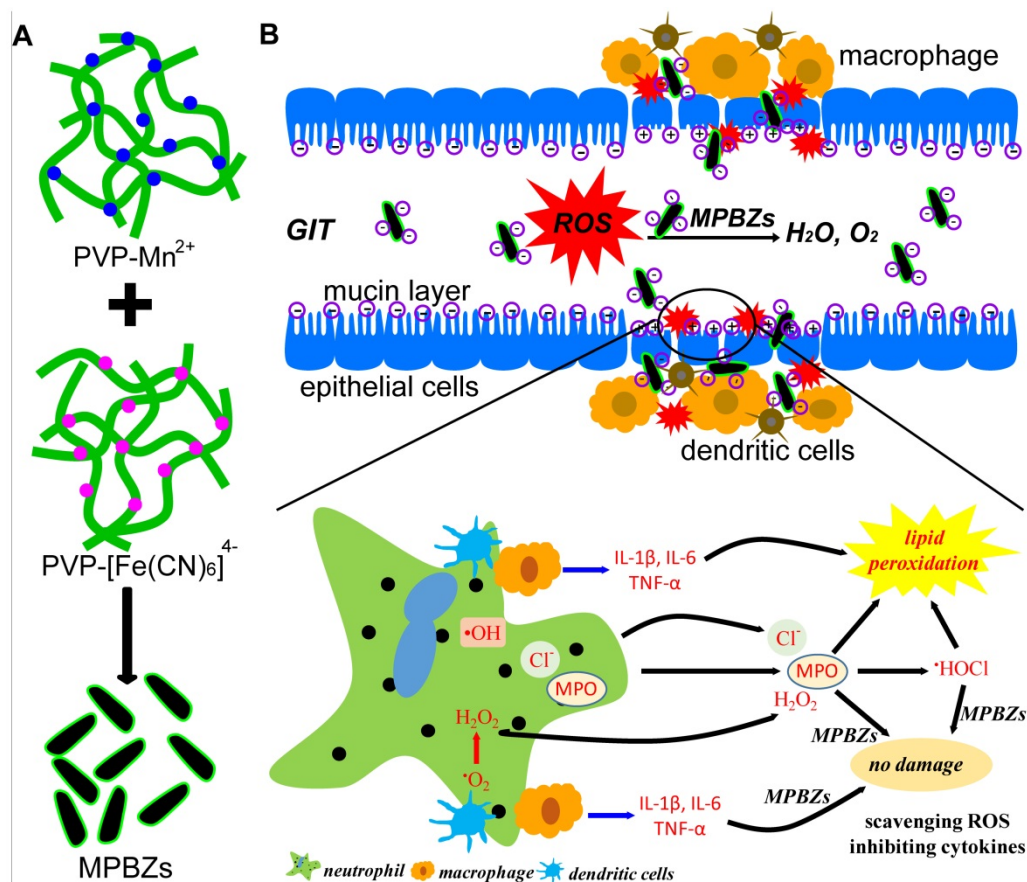 A
PVP-Mn²⁺
+
PVP-[Fe(CN)₆]⁴⁻
MPBZs
B
macrophage
GIT
ROS
MPBZs
H₂O, O₂
mucin layer
epithelial cells
dendritic cells
IL-1β, IL-6
TNF-α
lipid
peroxidation
•OH
Cl⁻
MPO
H₂O₂
•O₂
Cl⁻
MPO
H₂O₂
•HOCl
MPBZs
MPBZs
no damage
IL-1β, IL-6
TNF-α
MPBZs
scavenging ROS
inhibiting cytokines
neutrophil
macrophage
dendritic cells